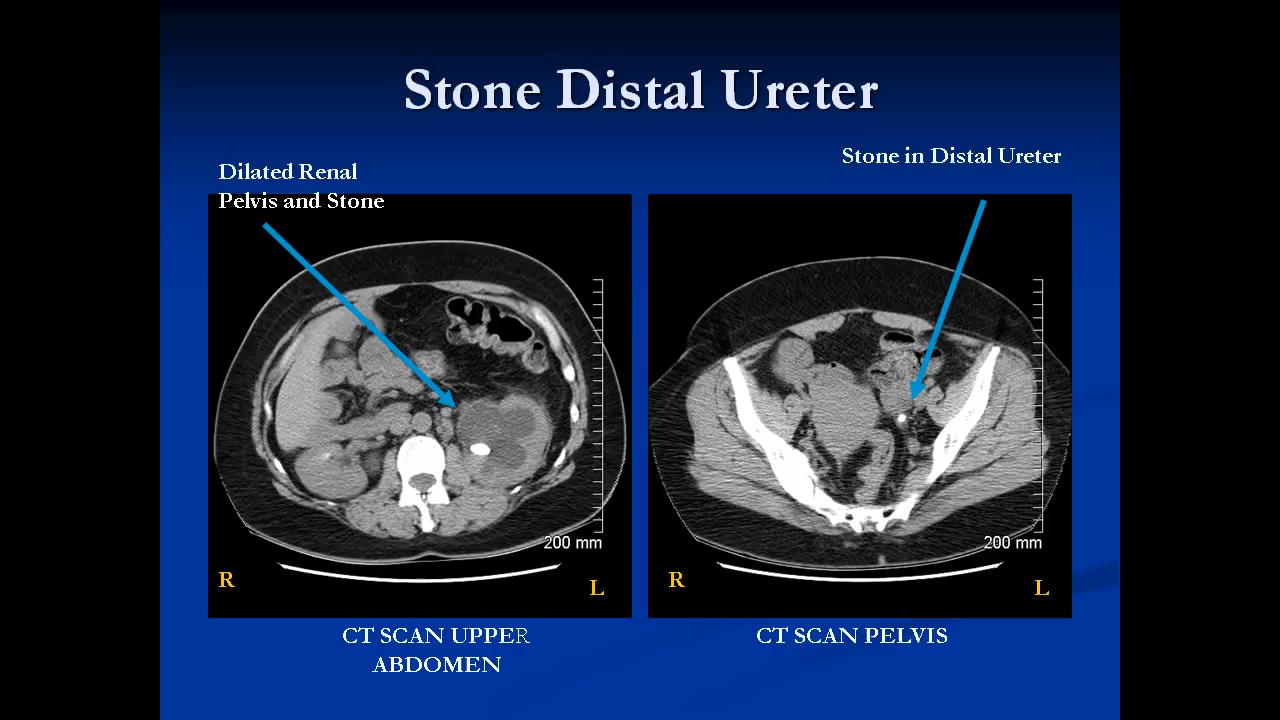 Stone Distal Ureter
Dilated Renal
Pelvis and Stone
Stone in Distal Ureter
200 mm
R
L
200 mm
R
L
CT SCAN UPPER
ABDOMEN
CT SCAN PELVIS